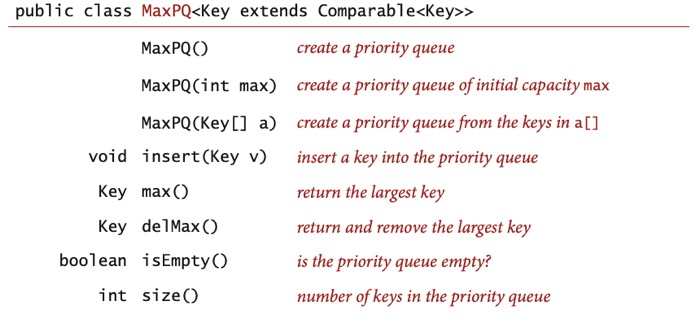 public class MaxPQ<Key extends Comparable<Key>>
MaxPQ() create a priority queue
MaxPQ(int max) create a priority queue of initial capacity max
MaxPQ(Key[] a) create a priority queue from the keys in a[]
void insert(Key v) insert a key into the priority queue
Key max() return the largest key
Key delMax() return and remove the largest key
boolean isEmpty() is the priority queue empty?
int size() number of keys in the priority queue